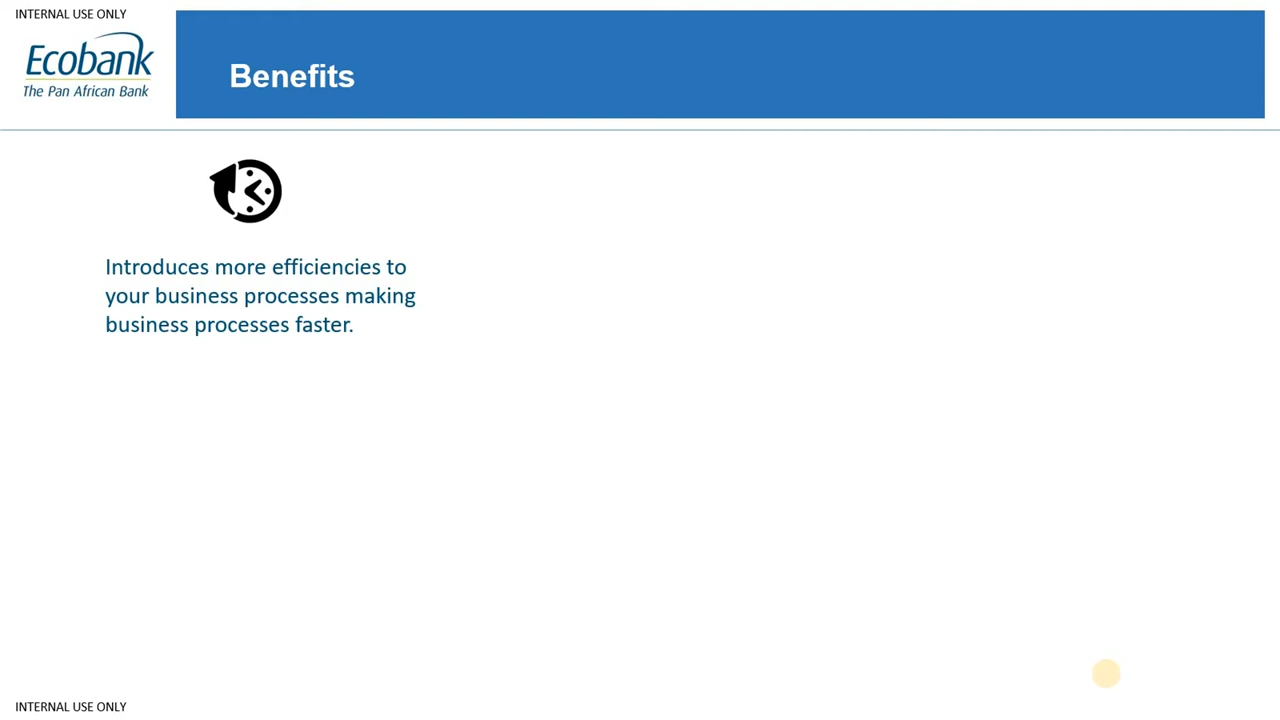 INTERNAL USE ONLY
Ecobank
The Pan African Bank
Benefits
Introduces more efficiencies to
your business processes making
business processes faster.
INTERNAL USE ONLY